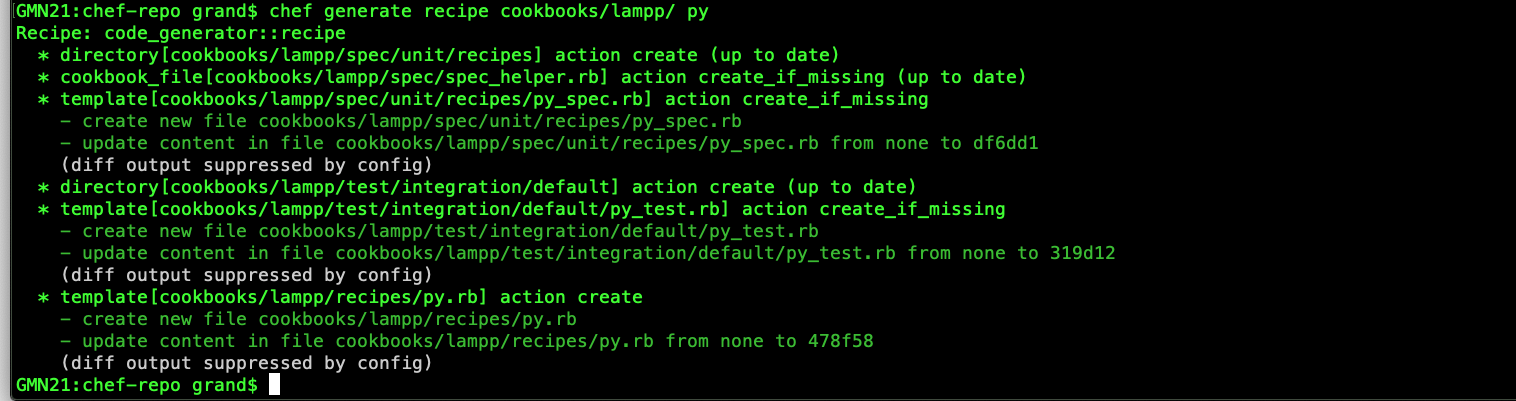 GMN21:chef-repo grand$ chef generate recipe cookbooks/lampp/ py
Recipe: code_generator::recipe
  * directory[cookbooks/lampp/spec/unit/recipes] action create (up to date)
  * cookbook_file[cookbooks/lampp/spec/spec_helper.rb] action create_if_missing (up to date)
  * template[cookbooks/lampp/spec/unit/recipes/py_spec.rb] action create_if_missing
    - create new file cookbooks/lampp/spec/unit/recipes/py_spec.rb
    - update content in file cookbooks/lampp/spec/unit/recipes/py_spec.rb from none to df6dd1
    (diff output suppressed by config)
  * directory[cookbooks/lampp/test/integration/default] action create (up to date)
  * template[cookbooks/lampp/test/integration/default/py_test.rb] action create_if_missing
    - create new file cookbooks/lampp/test/integration/default/py_test.rb
    - update content in file cookbooks/lampp/test/integration/default/py_test.rb from none to 319d12
    (diff output suppressed by config)
  * template[cookbooks/lampp/recipes/py.rb] action create
    - create new file cookbooks/lampp/recipes/py.rb
    - update content in file cookbooks/lampp/recipes/py.rb from none to 478f58
    (diff output suppressed by config)
GMN21:chef-repo grand$